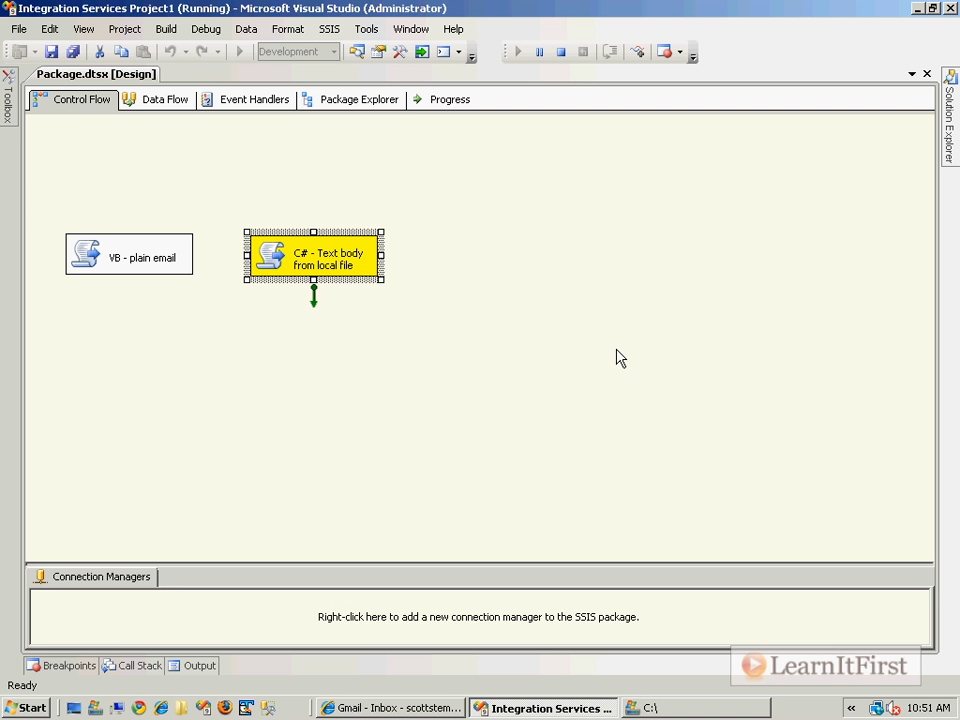 Integration Services Project1 (Running) - Microsoft Visual Studio (Administrator)
File Edit View Project Build Debug Data Format SSIS Tools Window Help
Development
Package.dtsx [Design]
Toolbox
Control Flow Data Flow Event Handlers Package Explorer Progress
Solution Explorer
VB - plain email
C# - Text body
from local file
Connection Managers
Right-click here to add a new connection manager to the SSIS package.
Breakpoints Call Stack Output
LearnItFirst
Ready
Start Gmail - Inbox - scottstem... Integration Services ... C:\ « 10:51 AM